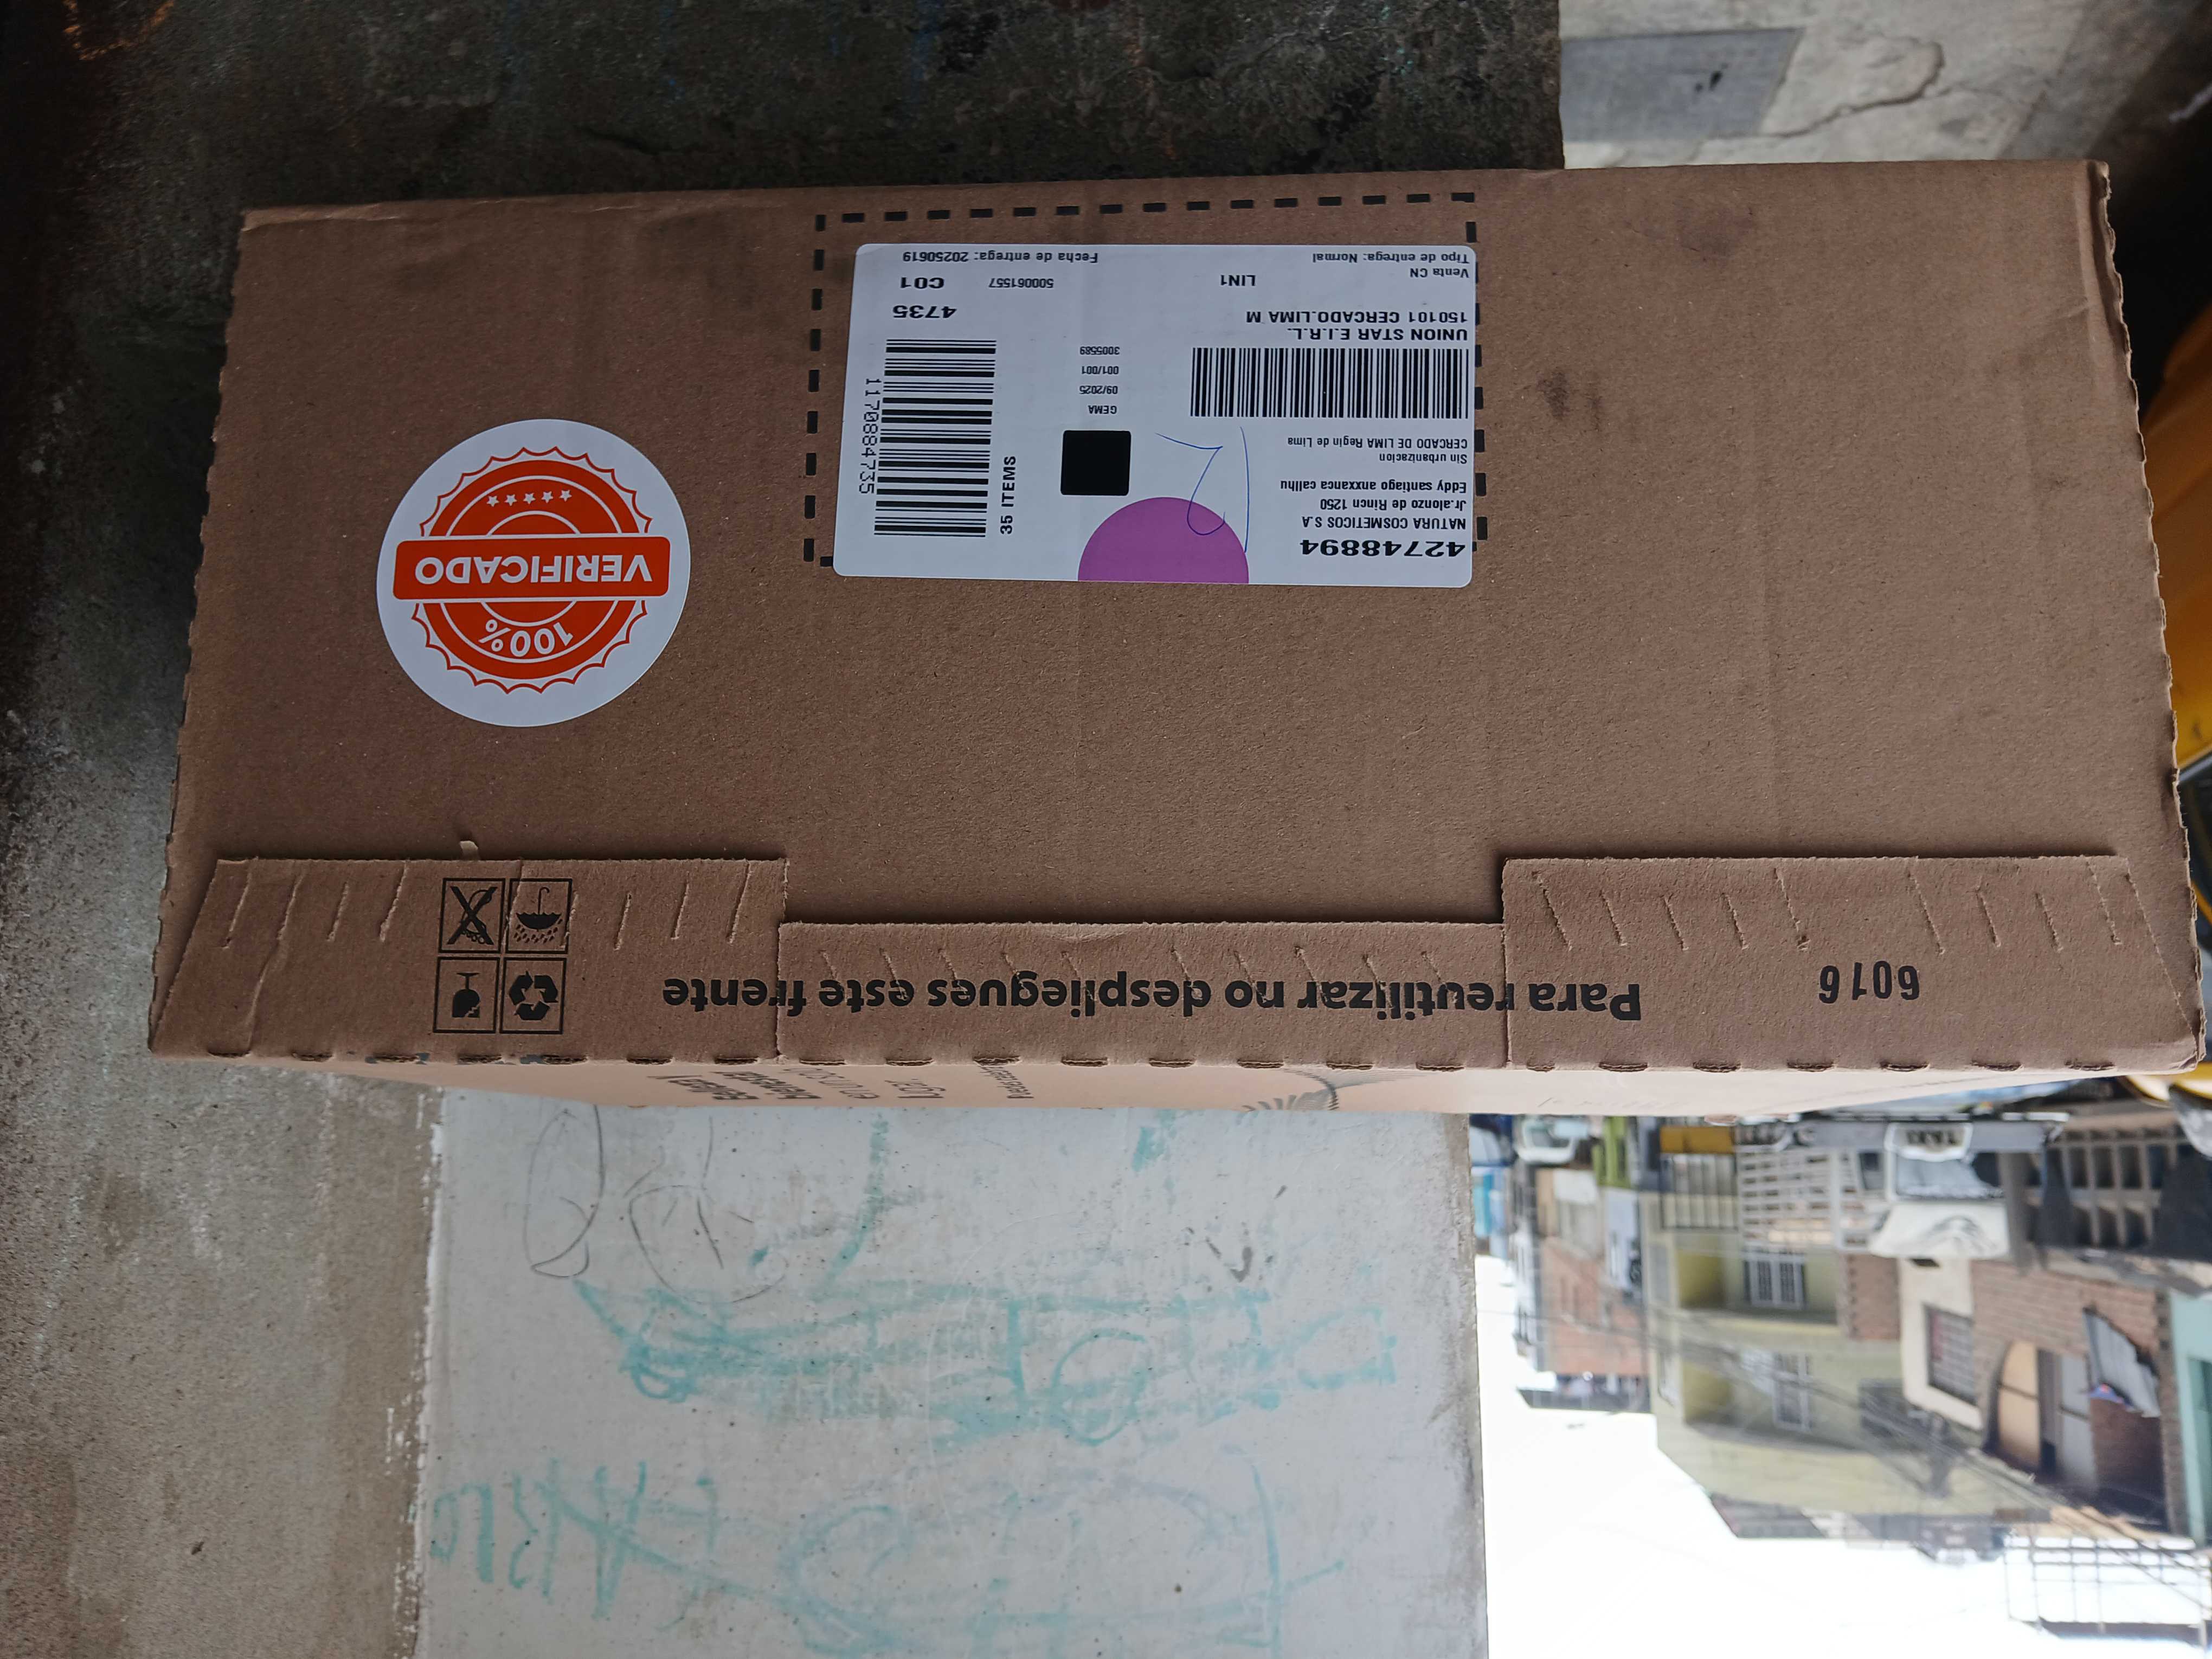 42748894
NATURA COSMETICOS S.A
Jr.alonzo de Rincn 1250
Eddy santiago anxxanca callhu
Sin urbanizacion
CERCADO DE LIMA Regin de Lima
GEMA
09/2025
001/001
3005589
35 ITEMS
1170884735
UNION STAR E.I.R.L.
150101 CERCADO.LIMA M
4735
LIN1
500061557
C01
Venta CN
Tipo de entrega: Normal
Fecha de entrega: 20250619
100%
VERIFICADO
6016
Para reutilizar no despliegues este frente
TAXI